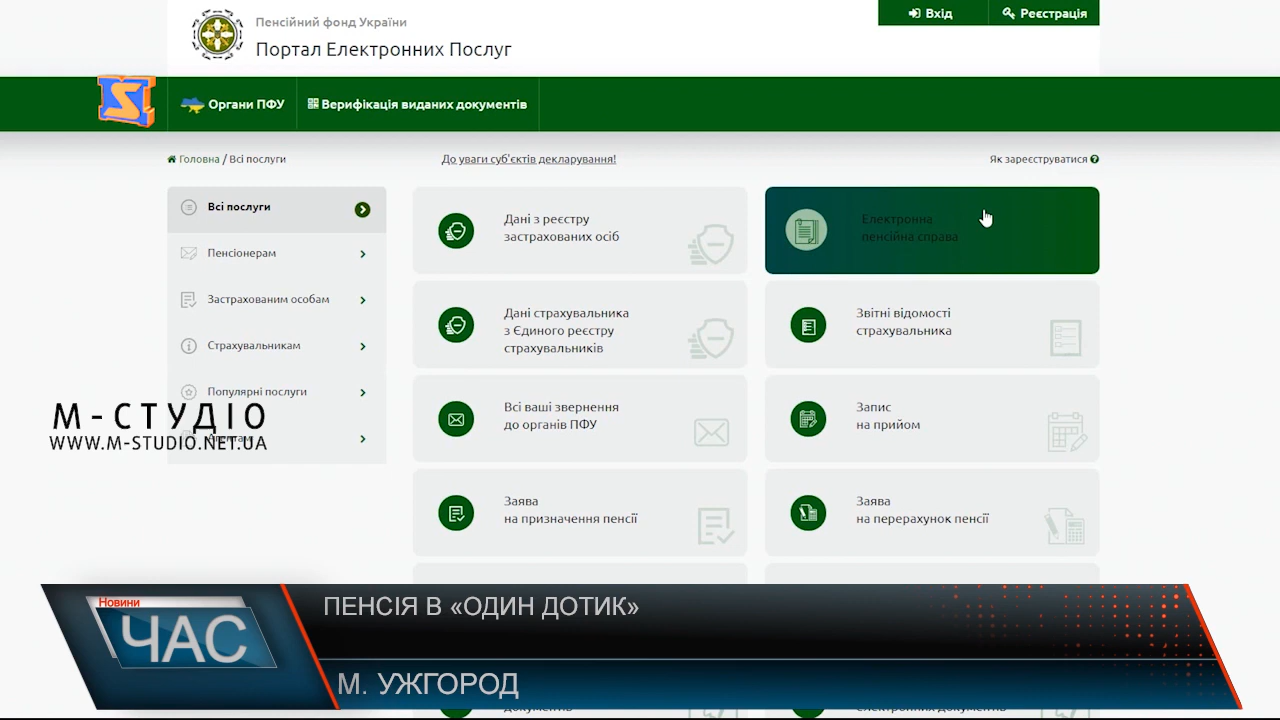 Пенсійний фонд України
Портал Електронних Послуг
Вхід
Реєстрація
Органи ПФУ
Верифікація виданих документів
Головна / Всі послуги
До уваги суб'єктів декларування!
Як зареєструватися
Всі послуги
Пенсіонерам
Застрахованим особам
Страхувальникам
Популярні послуги
Дані з реєстру
застрахованих осіб
Електронна
пенсійна справа
Дані страхувальника
з Єдиного реєстру
страхувальників
Звітні відомості
страхувальника
Всі ваші звернення
до органів ПФУ
Запис
на прийом
Заява
на призначення пенсії
Заява
на перерахунок пенсії
М-СТУДІО
WWW.M-STUDIO.NET.UA
Новини
ЧАС
ПЕНСІЯ В «ОДИН ДОТИК»
М. УЖГОРОД
документів
електронних документів